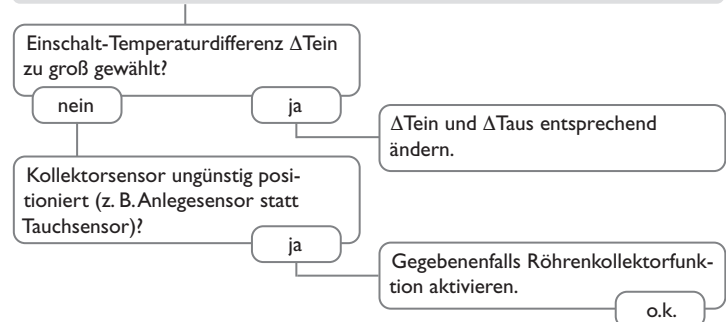 Einschalt-Temperaturdifferenz ΔTein
zu groß gewählt?
nein
ja
ΔTein und ΔTaus entsprechend
ändern.
Kollektorsensor ungünstig posi-
tioniert (z. B. Anlegesensor statt
Tauchsensor)?
ja
Gegebenenfalls Röhrenkollektorfunk-
tion aktivieren.
o.k.